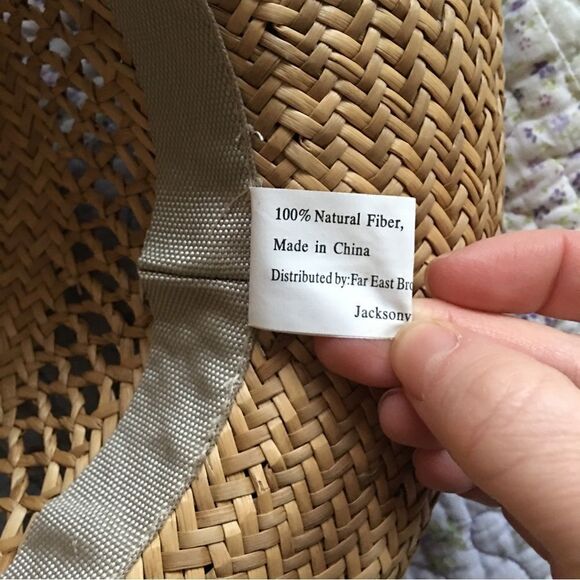 100% Natural Fiber,
Made in China
Distributed by:Far East Bro
Jacksonv